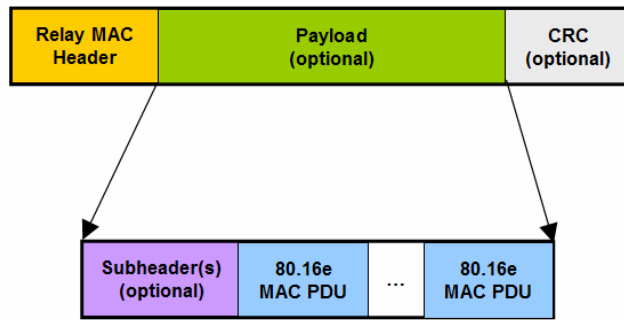 Relay MAC
Header
Payload
(optional)
CRC
(optional)
Subheader(s)
(optional)
80.16e
MAC PDU
...
80.16e
MAC PDU